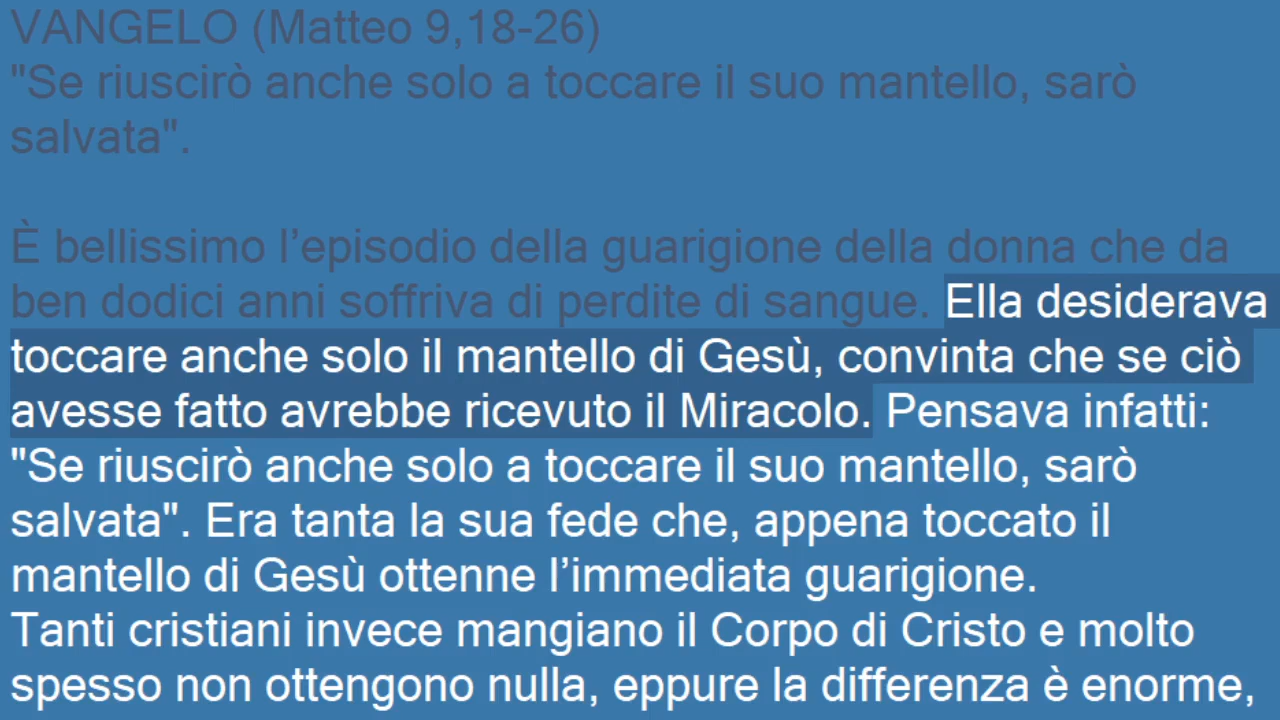 VANGELO (Matteo 9,18-26)
"Se riuscirò anche solo a toccare il suo mantello, sarò
salvata".
È bellissimo l’episodio della guarigione della donna che da
ben dodici anni soffriva di perdite di sangue. Ella desiderava
toccare anche solo il mantello di Gesù, convinta che se ciò
avesse fatto avrebbe ricevuto il Miracolo. Pensava infatti:
"Se riuscirò anche solo a toccare il suo mantello, sarò
salvata". Era tanta la sua fede che, appena toccato il
mantello di Gesù ottenne l’immediata guarigione.
Tanti cristiani invece mangiano il Corpo di Cristo e molto
spesso non ottengono nulla, eppure la differenza è enorme,